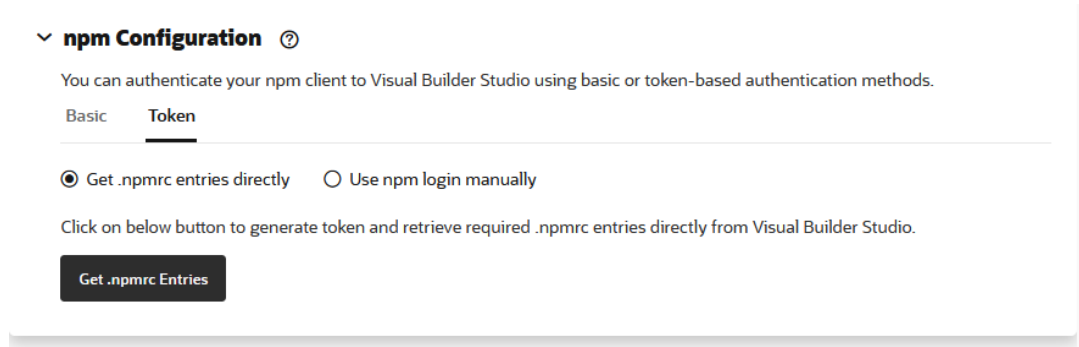 npm Configuration
You can authenticate your npm client to Visual Builder Studio using basic or token-based authentication methods.
Basic Token
Get .npmrc entries directly Use npm login manually
Click on below button to generate token and retrieve required .npmrc entries directly from Visual Builder Studio.
Get .npmrc Entries